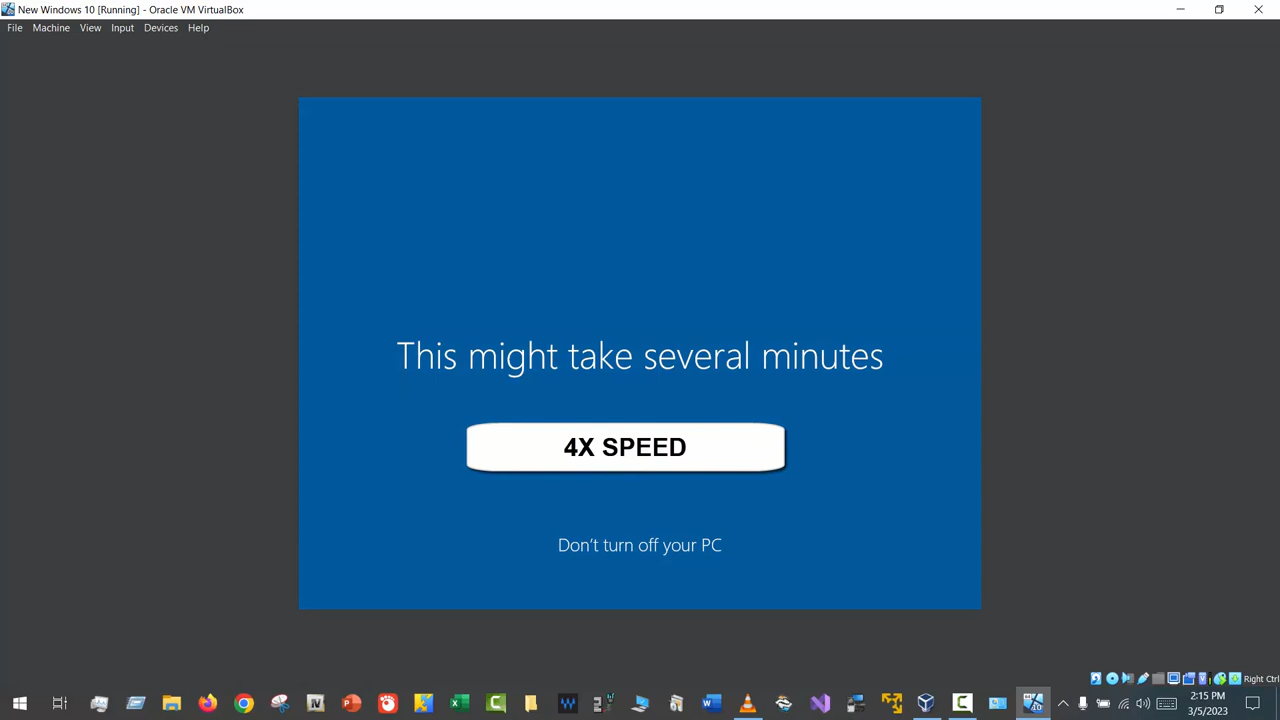 New Windows 10 [Running] - Oracle VM VirtualBox
File Machine View Input Devices Help
This might take several minutes
4X SPEED
Don't turn off your PC
Right Ctrl
2:15 PM
3/5/2023